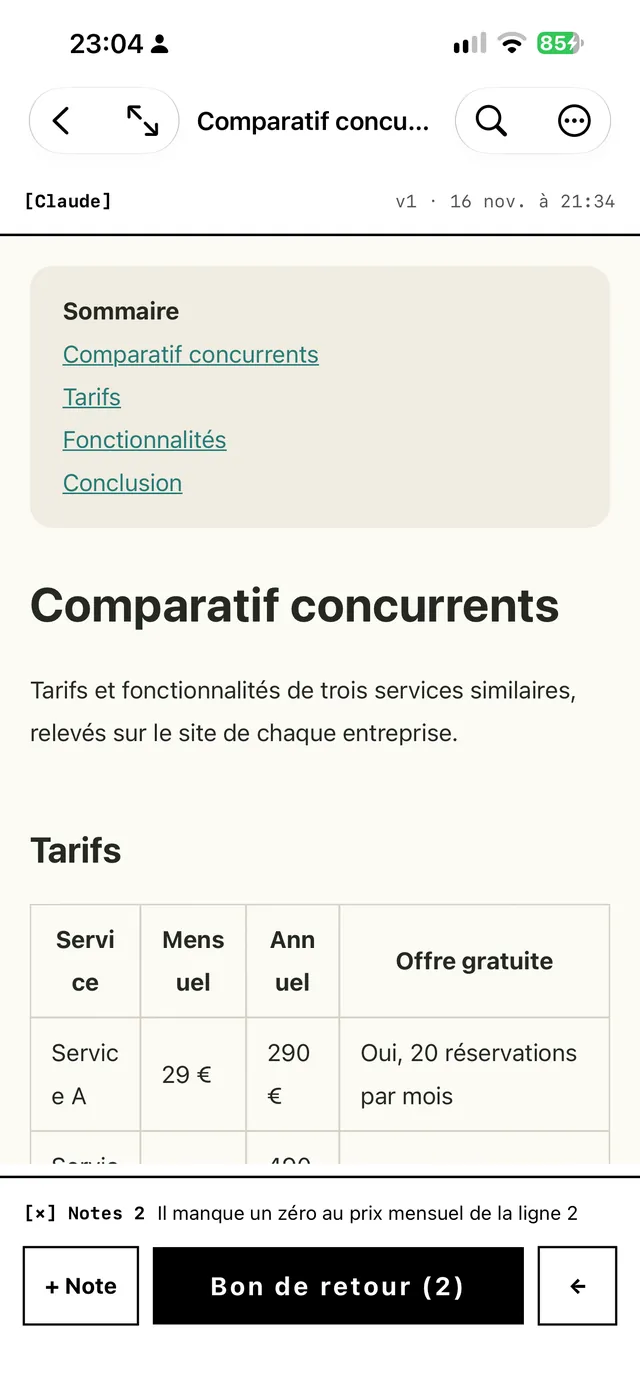 23:04
85
Comparatif concu...
[Claude]
v1 · 16 nov. à 21:34
Sommaire
Comparatif concurrents
Tarifs
Fonctionnalités
Conclusion
Comparatif concurrents
Tarifs et fonctionnalités de trois services similaires,
relevés sur le site de chaque entreprise.
Tarifs
Servi
ce
Mens
uel
Ann
uel
Offre gratuite
Servic
e A
29 €
290
€
Oui, 20 réservations
par mois
[×] Notes 2 Il manque un zéro au prix mensuel de la ligne 2
+ Note
Bon de retour (2)
←